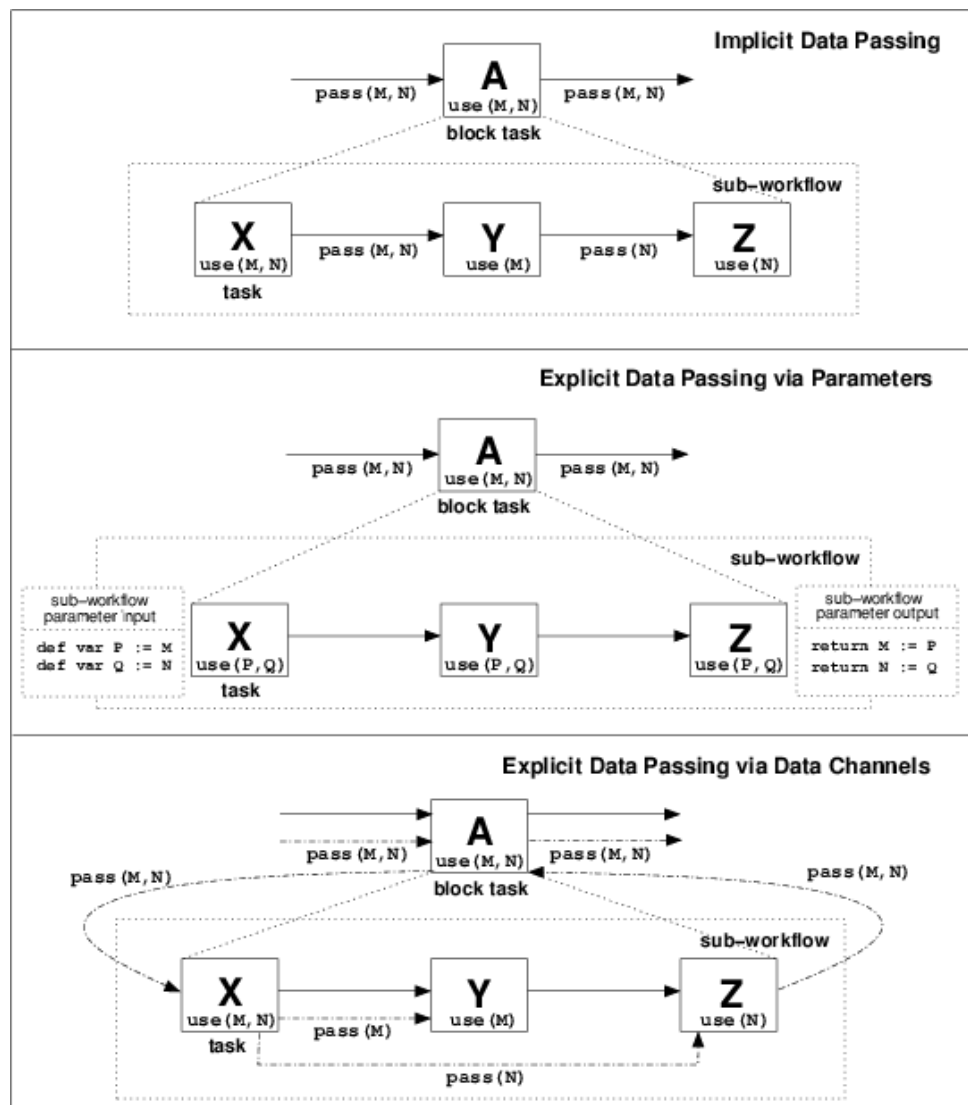 Implicit Data Passing
A
use(M,N)
pass(M,N)
pass(M,N)
block task
sub-workflow
X
use(M,N)
pass(M,N)
Y
use(M)
pass(N)
Z
use(N)
task
Explicit Data Passing via Parameters
A
use(M,N)
pass(M,N)
pass(M,N)
block task
sub-workflow
sub-workflow
parameter input
def var P := M
def var Q := N
X
use(P,Q)
task
Y
use(P,Q)
Z
use(P,Q)
sub-workflow
parameter output
return M := P
return N := Q
Explicit Data Passing via Data Channels
A
use(M,N)
pass(M,N)
pass(M,N)
block task
pass(M,N)
pass(M,N)
sub-workflow
X
use(M,N)
task
pass(M)
Y
use(M)
Z
use(N)
pass(N)